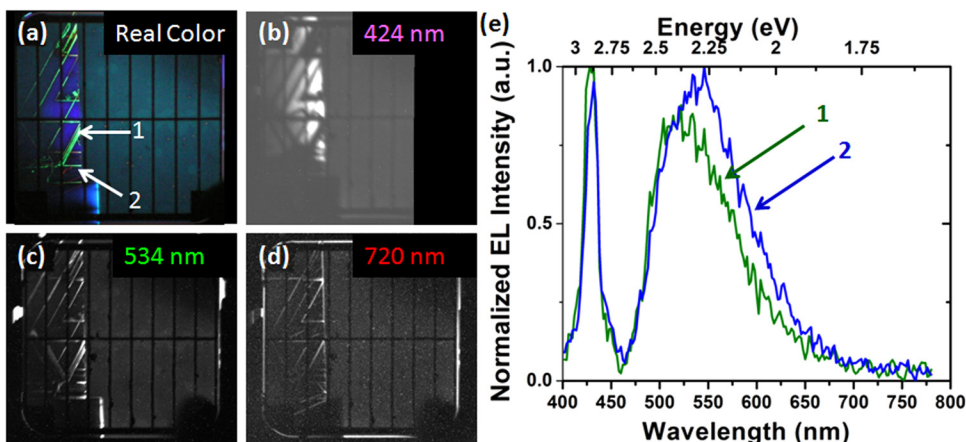 (a) Real Color
1
2
(b) 424 nm
(c) 534 nm
(d) 720 nm
(e)
Energy (eV)
3 2.75 2.5 2.25 2 1.75
Normalized EL Intensity (a.u.)
1.0
0.5
0.0
1
2
400 450 500 550 600 650 700 750 800
Wavelength (nm)